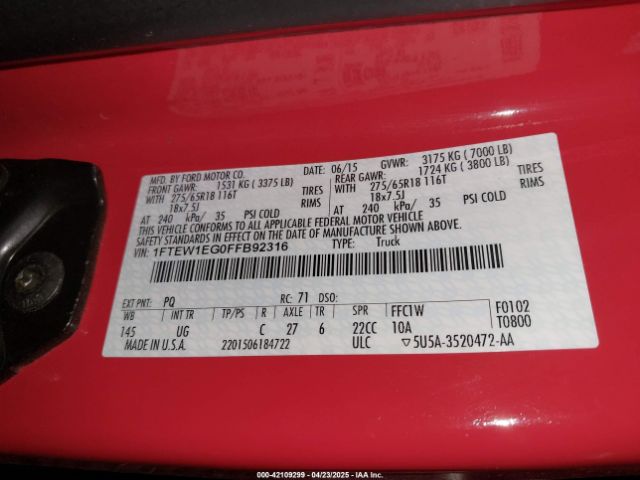 MFD. BY FORD MOTOR CO.
DATE: 06/15 GVWR: 3175 KG ( 7000 LB)
FRONT GAWR: 1531 KG ( 3375 LB) REAR GAWR: 1724 KG ( 3800 LB)
WITH 275/65R18 116T TIRES WITH 275/65R18 116T TIRES
18x7.5J RIMS 18x7.5J RIMS
AT 240 kPa/ 35 PSI COLD AT 240 kPa/ 35 PSI COLD
THIS VEHICLE CONFORMS TO ALL APPLICABLE FEDERAL MOTOR VEHICLE
SAFETY AND THEFT PREVENTION STANDARDS IN EFFECT ON THE DATE OF MANUFACTURE SHOWN ABOVE.
VIN: 1FTEW1EG0FFB92316 TYPE: Truck
EXT PNT: PQ RC: 71 DSO:
WB INT TR TP/PS R AXLE TR SPR FFC1W F0102
145 UG C 27 6 22CC 10A T0800
MADE IN U.S.A. 2201506184722 ULC ▽5U5A-3520472-AA
000-42109299 - 04/23/2025 - IAA Inc.